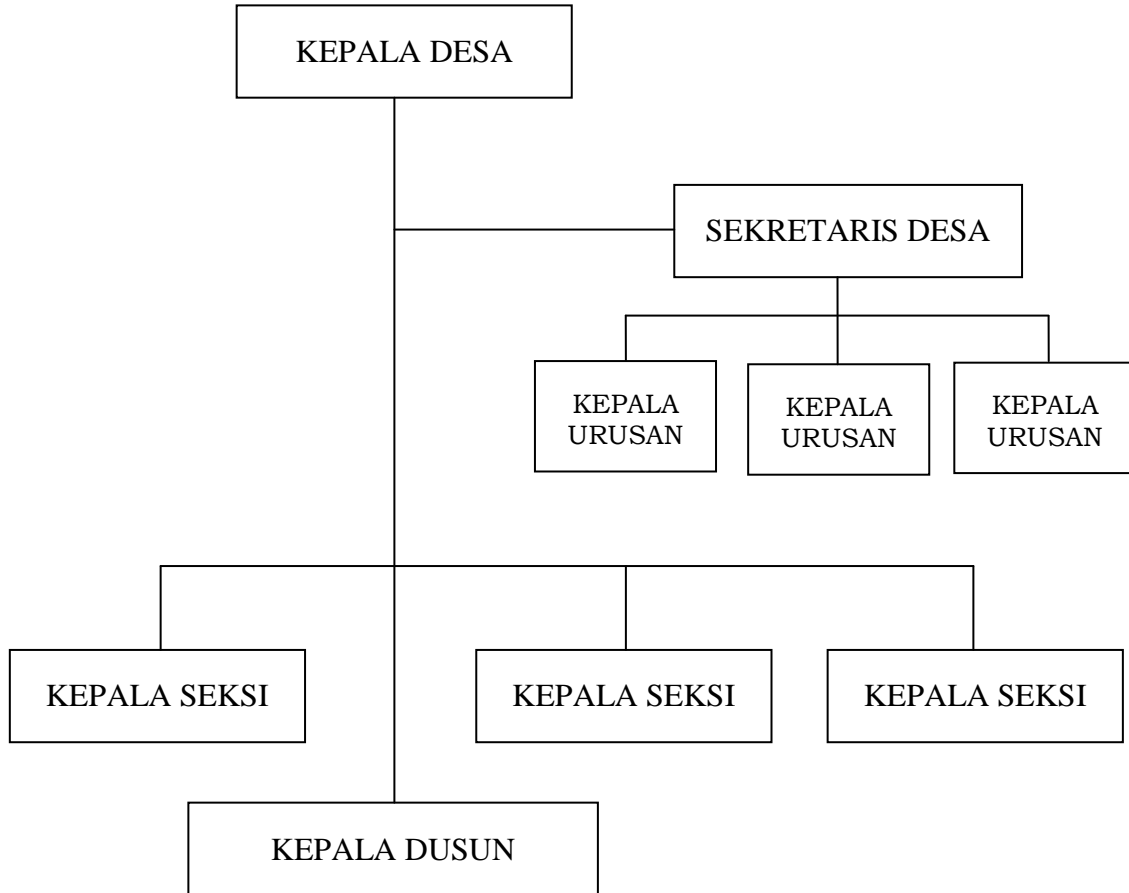 KEPALA DESA
SEKRETARIS DESA
KEPALA
URUSAN
KEPALA
URUSAN
KEPALA
URUSAN
KEPALA SEKSI
KEPALA SEKSI
KEPALA SEKSI
KEPALA DUSUN